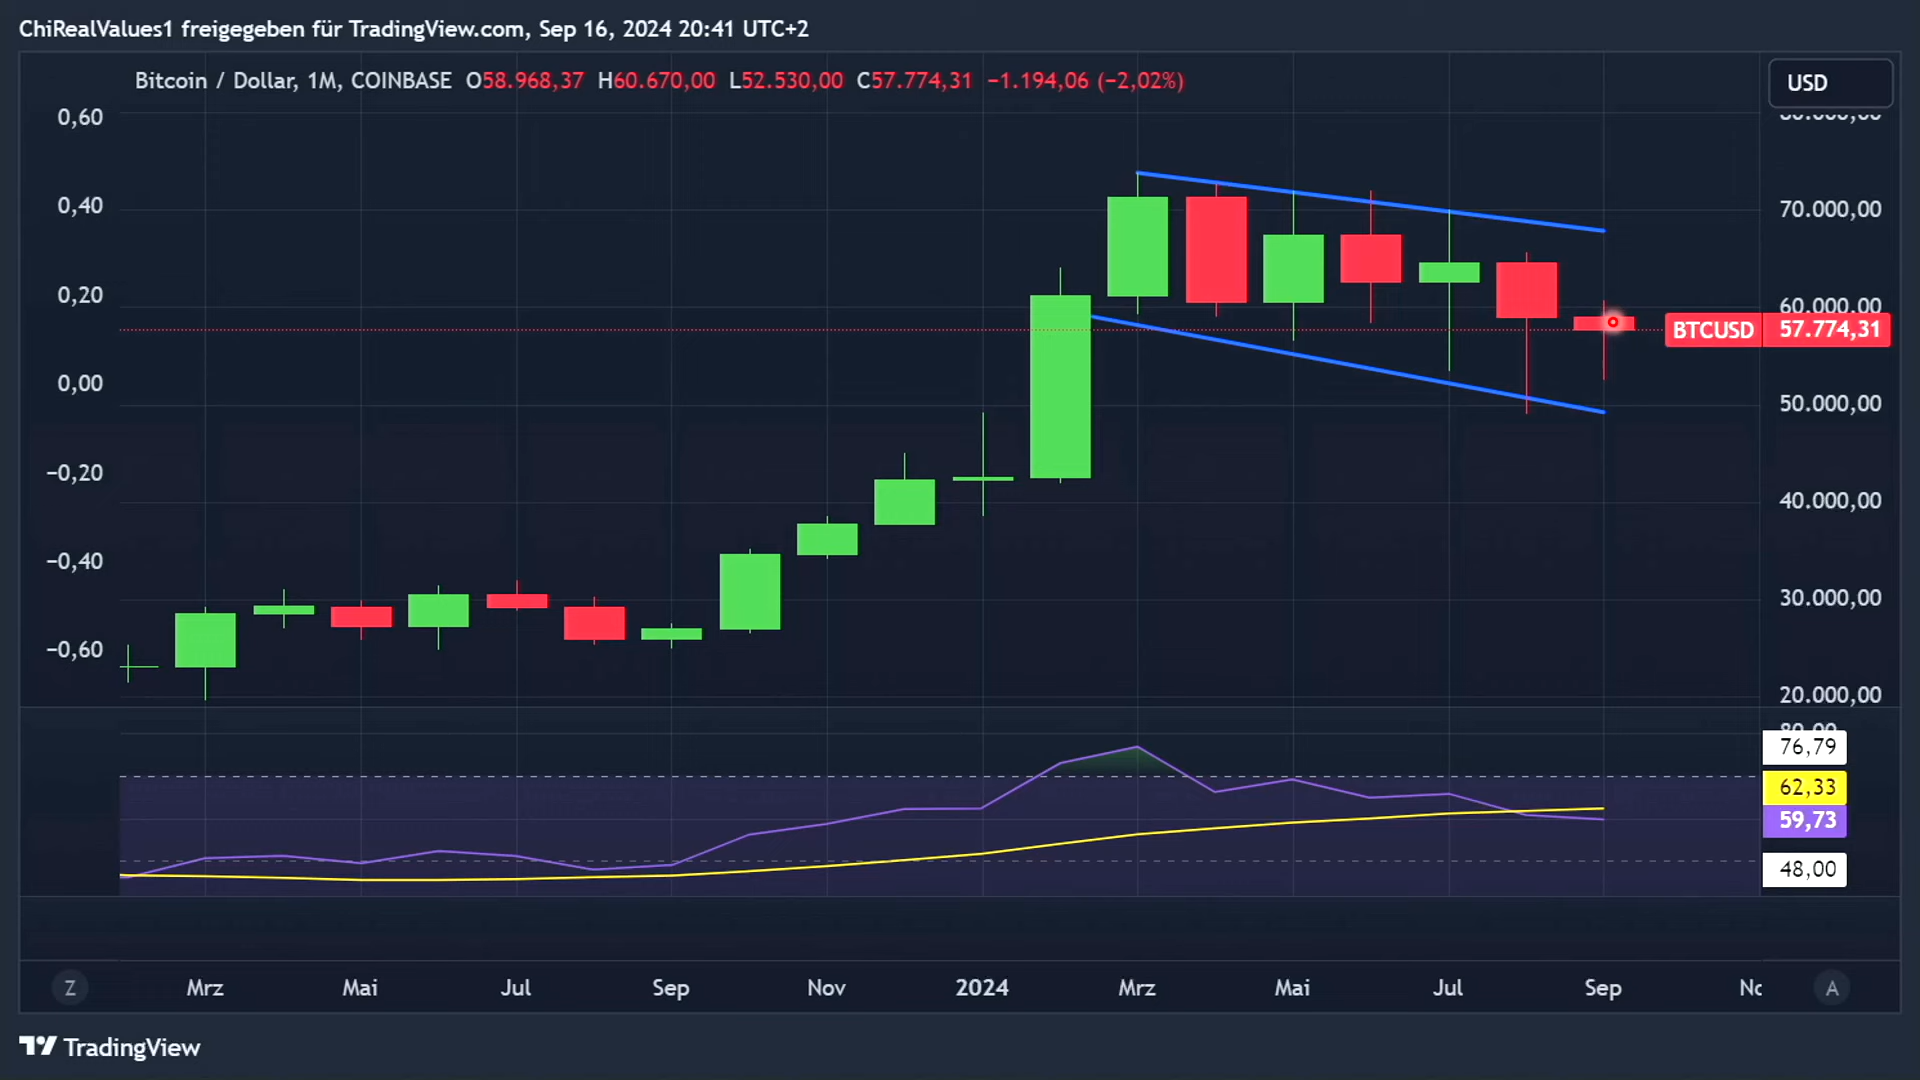 ChiRealValues1 freigegeben für TradingView.com, Sep 16, 2024 20:41 UTC+2
Bitcoin / Dollar, 1M, COINBASE O58.968,37 H60.670,00 L52.530,00 C57.774,31 −1.194,06 (−2,02%)
USD
0,60
0,40
0,20
0,00
−0,20
−0,40
−0,60
70.000,00
60.000,00
BTCUSD 57.774,31
50.000,00
40.000,00
30.000,00
20.000,00
76,79
62,33
59,73
48,00
Z Mrz Mai Jul Sep Nov 2024 Mrz Mai Jul Sep A
TradingView